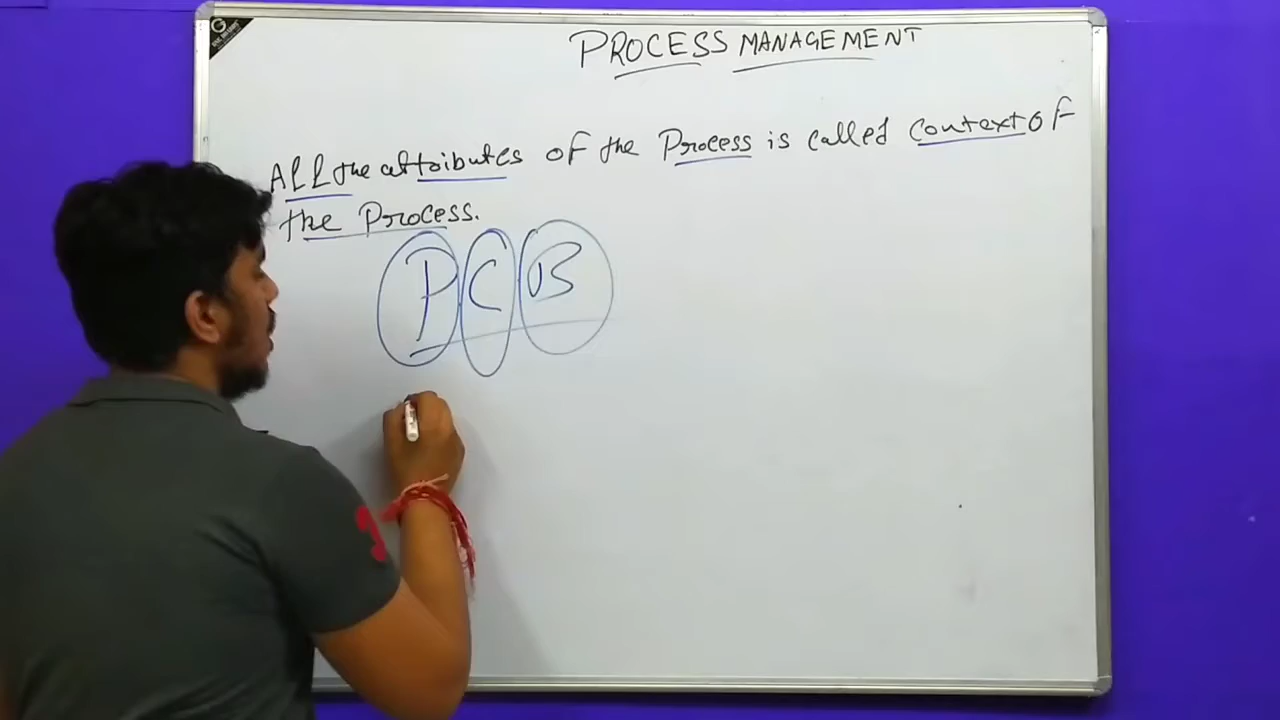 PROCESS MANAGEMENT
All the attributes of the Process is called context of
the Process.
PCB